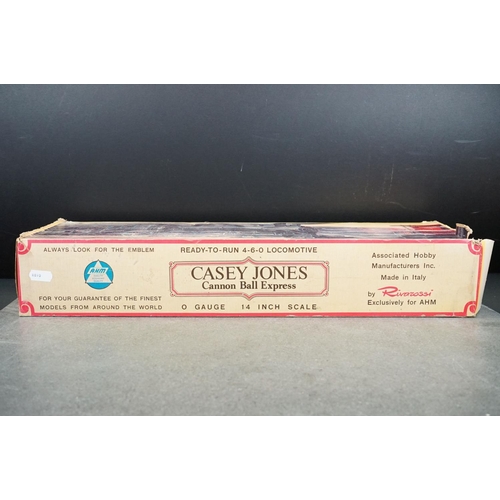 ALWAYS LOOK FOR THE EMBLEM
AHM
FOR YOUR GUARANTEE OF THE FINEST
MODELS FROM AROUND THE WORLD
READY-TO-RUN 4-6-0 LOCOMOTIVE
CASEY JONES
Cannon Ball Express
O GAUGE 14 INCH SCALE
Associated Hobby
Manufacturers Inc.
Made in Italy
by Rivarossi
Exclusively for AHM